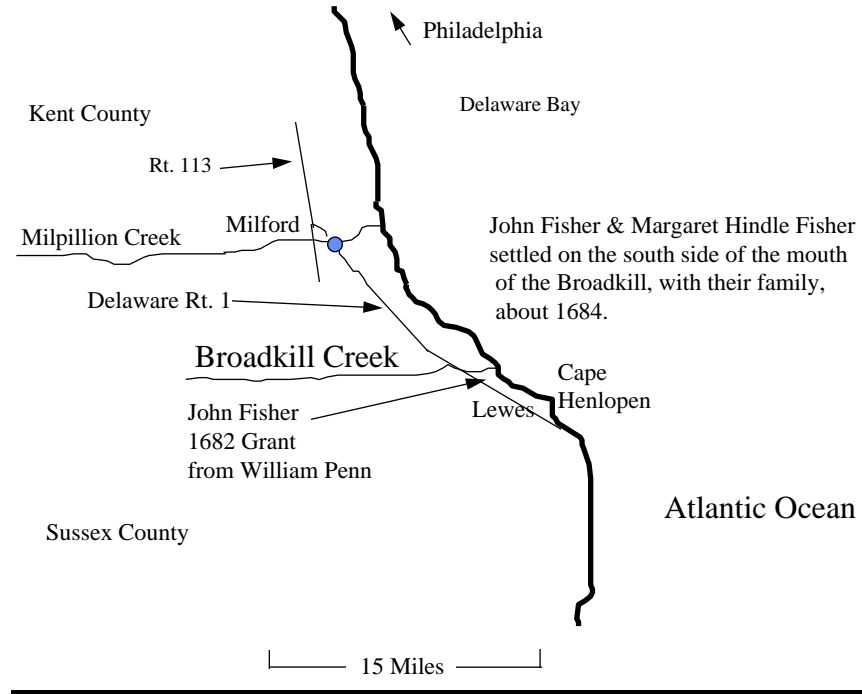 Philadelphia
Delaware Bay
Kent County
Rt. 113
Milford
Milpillion Creek
John Fisher & Margaret Hindle Fisher
settled on the south side of the mouth
of the Broadkill, with their family,
about 1684.
Delaware Rt. 1
Broadkill Creek
Cape
Henlopen
John Fisher
1682 Grant
from William Penn
Lewes
Atlantic Ocean
Sussex County
15 Miles